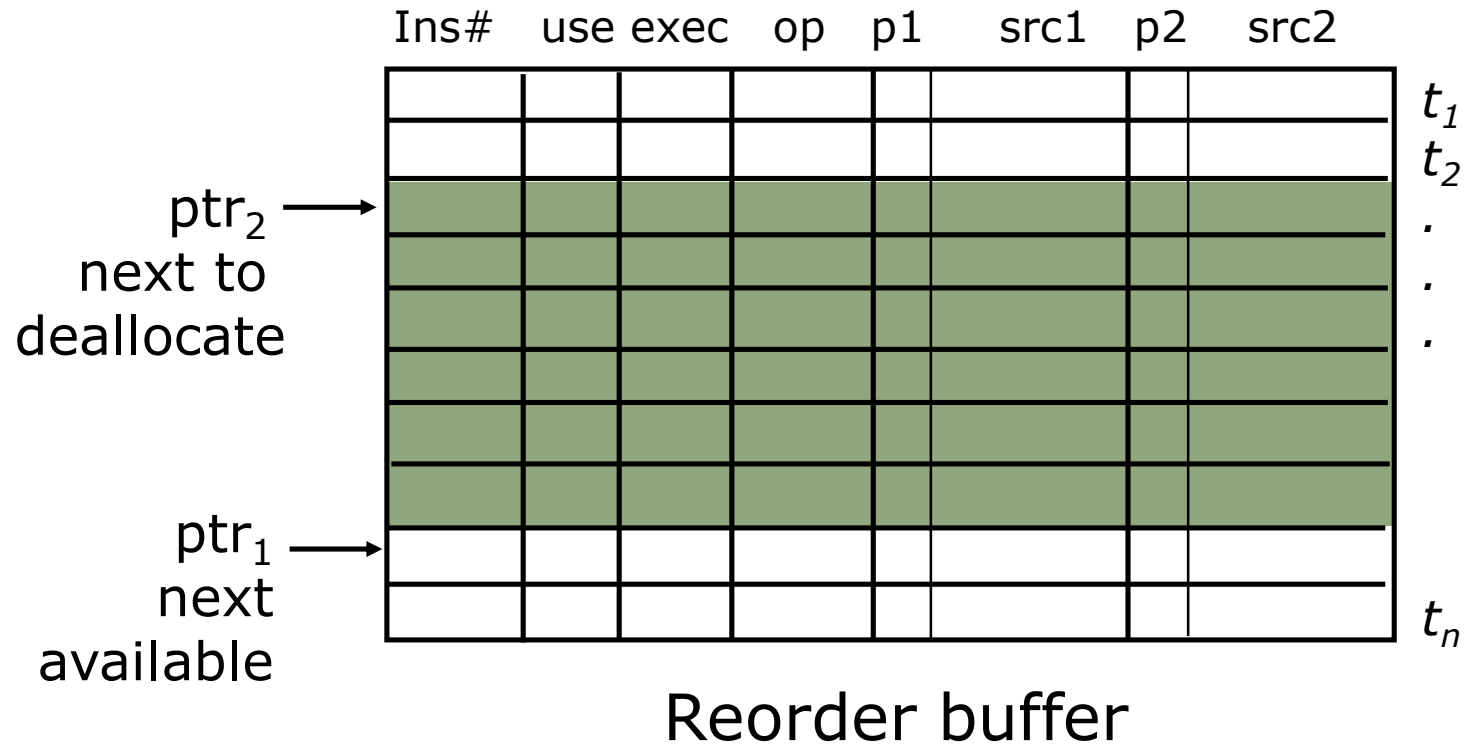 Ins# use exec op p1 src1 p2 src2
t₁
t₂
.
.
.
tₙ
ptr₂
next to
deallocate
ptr₁
next
available
Reorder buffer